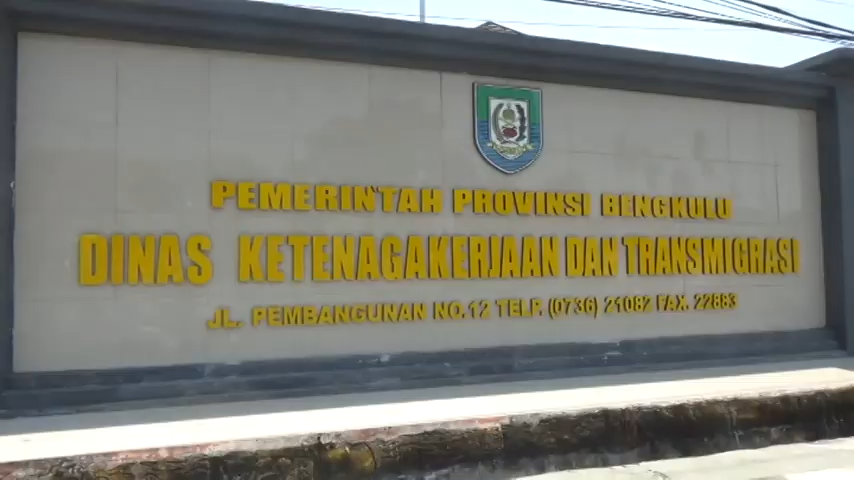 PEMERINTAH PROVINSI BENGKULU
DINAS KETENAGAKERJAAN DAN TRANSMIGRASI
JL. PEMBANGUNAN NO.12 TELP. (0736) 21082 FAX. 22883